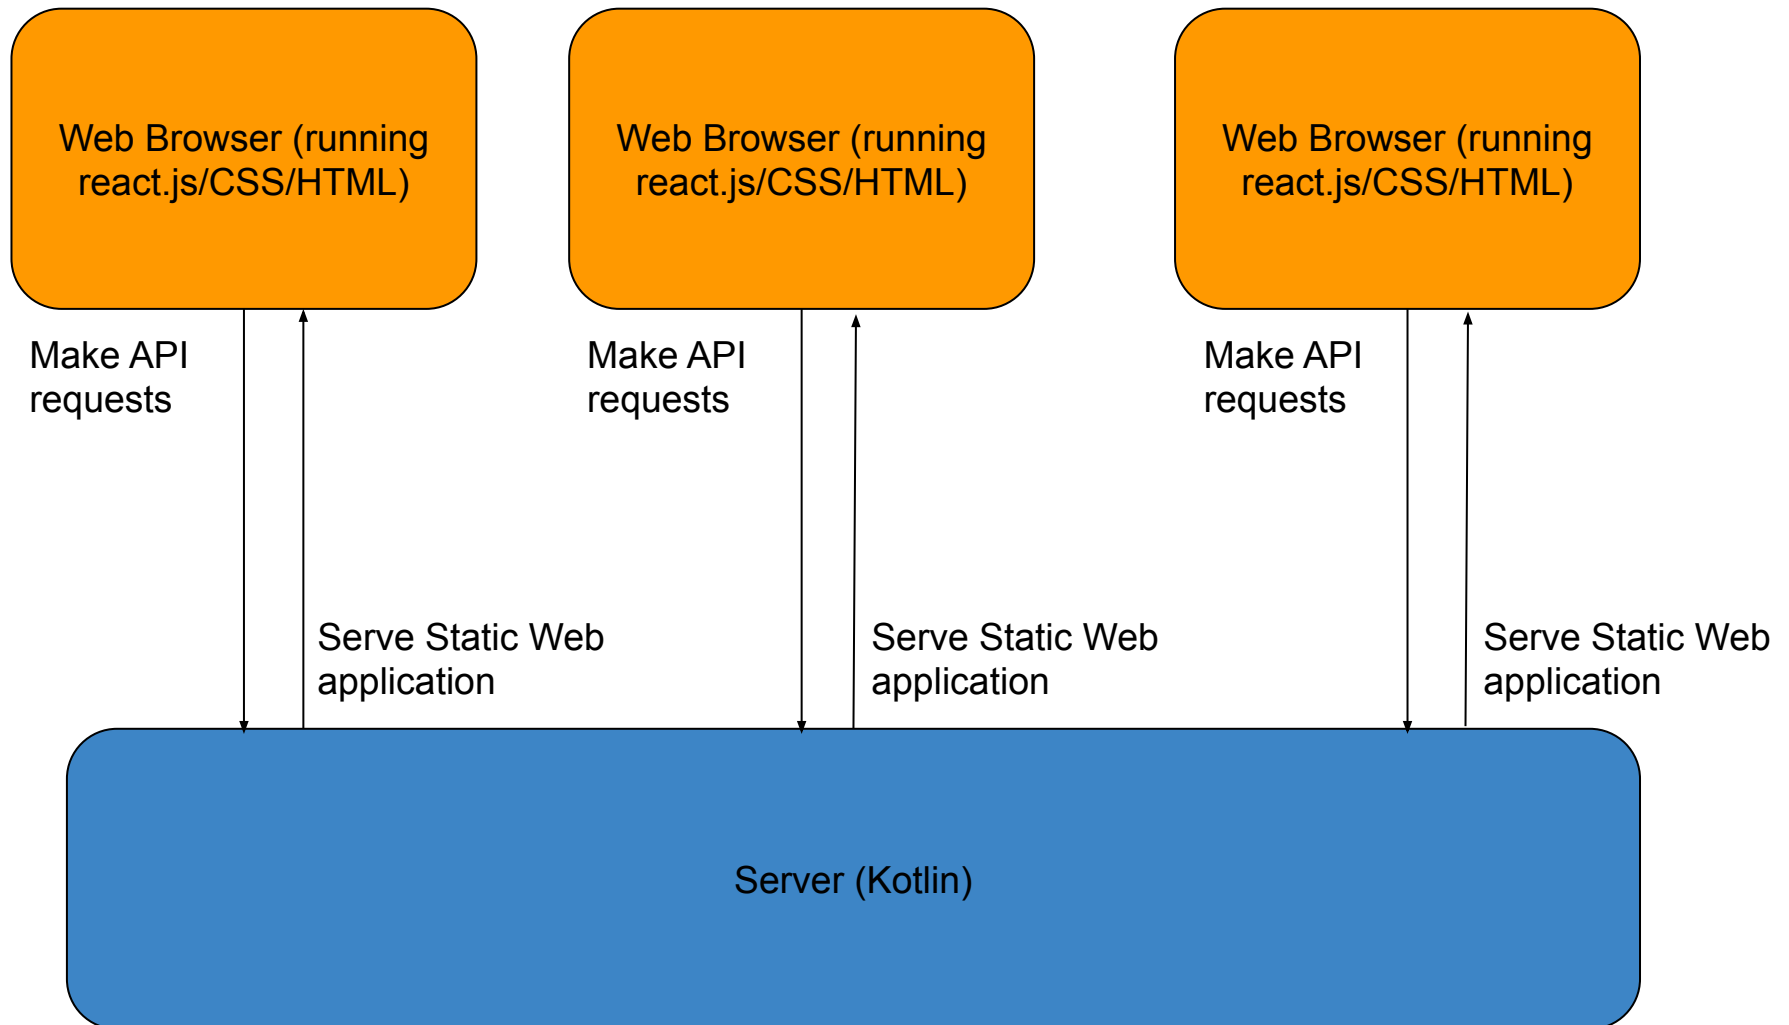 Web Browser (running
react.js/CSS/HTML)
Web Browser (running
react.js/CSS/HTML)
Web Browser (running
react.js/CSS/HTML)
Make API
requests
Make API
requests
Make API
requests
Serve Static Web
application
Serve Static Web
application
Serve Static Web
application
Server (Kotlin)